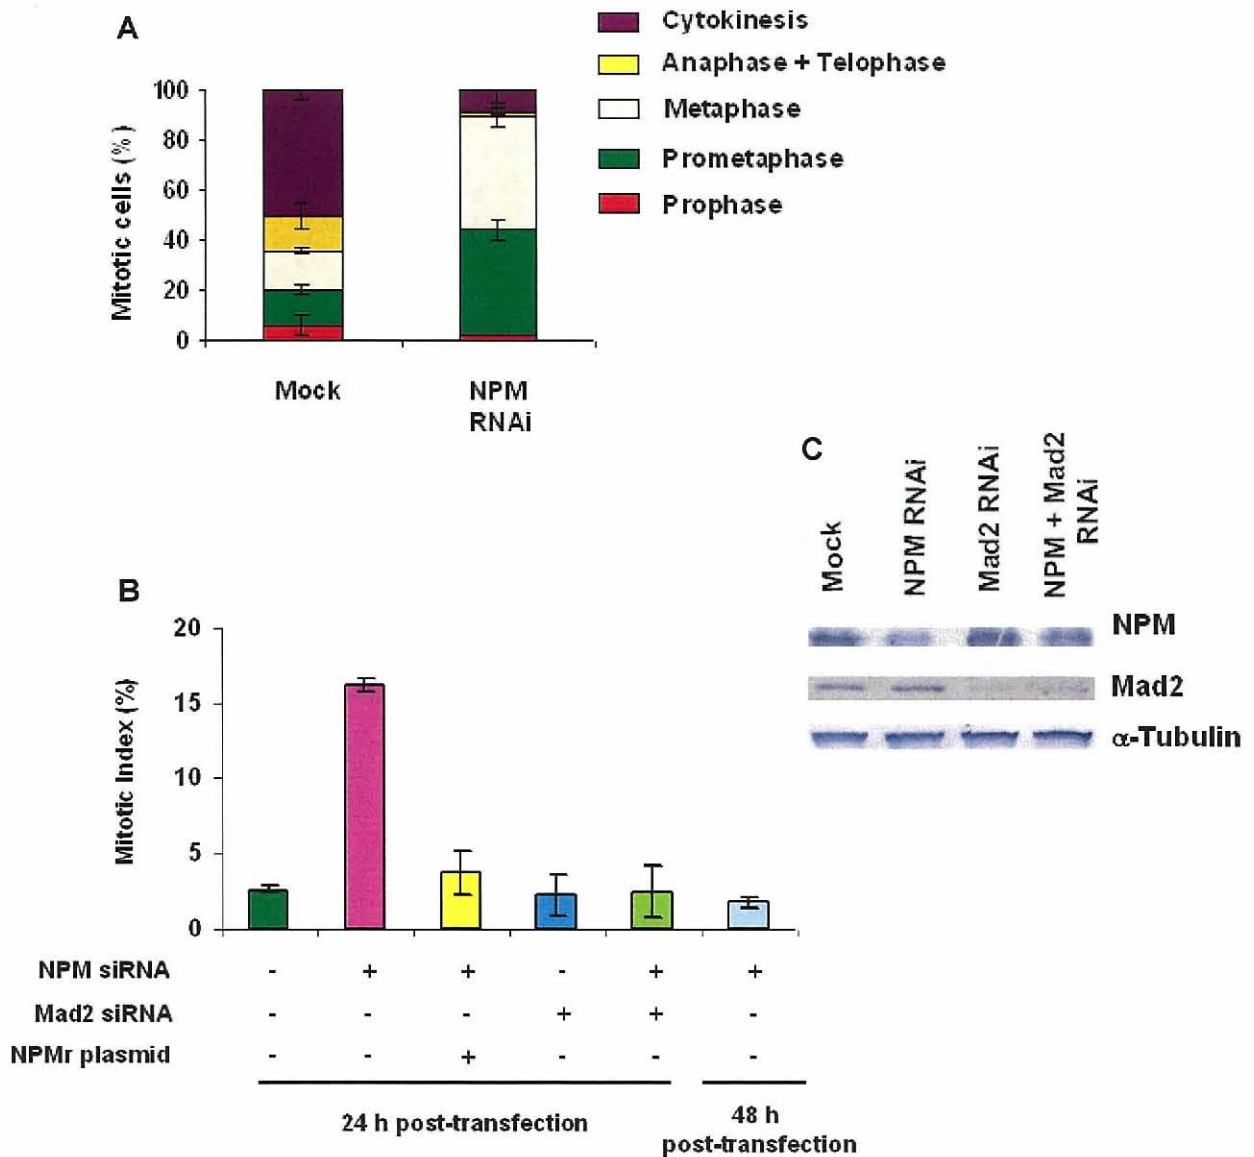 A
Cytokinesis
Anaphase + Telophase
Metaphase
Prometaphase
Prophase
Mitotic cells (%)
100
80
60
40
20
0
Mock
NPM
RNAi
C
Mock
NPM RNAi
Mad2 RNAi
NPM + Mad2
RNAi
NPM
Mad2
α-Tubulin
B
Mitotic Index (%)
20
15
10
5
0
NPM siRNA - + + - + +
Mad2 siRNA - - - + + -
NPMr plasmid - - + - - -
24 h post-transfection
48 h
post-transfection